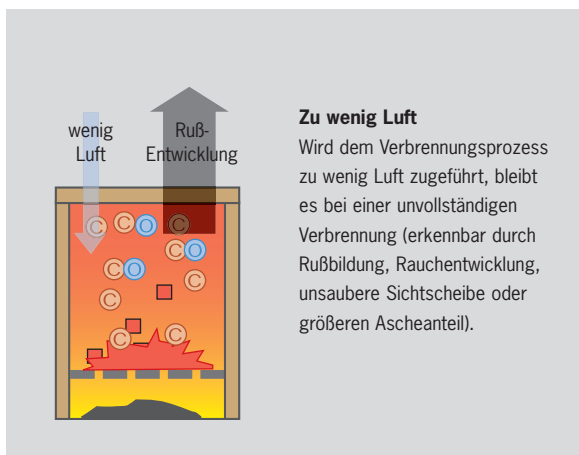 wenig
Luft
Ruß-
Entwicklung
C
C
O
C
C
O
C
O
C
C
C
C
Zu wenig Luft
Wird dem Verbrennungsprozess
zu wenig Luft zugeführt, bleibt
es bei einer unvollständigen
Verbrennung (erkennbar durch
Rußbildung, Rauchentwicklung,
unsaubere Sichtscheibe oder
größeren Ascheanteil).